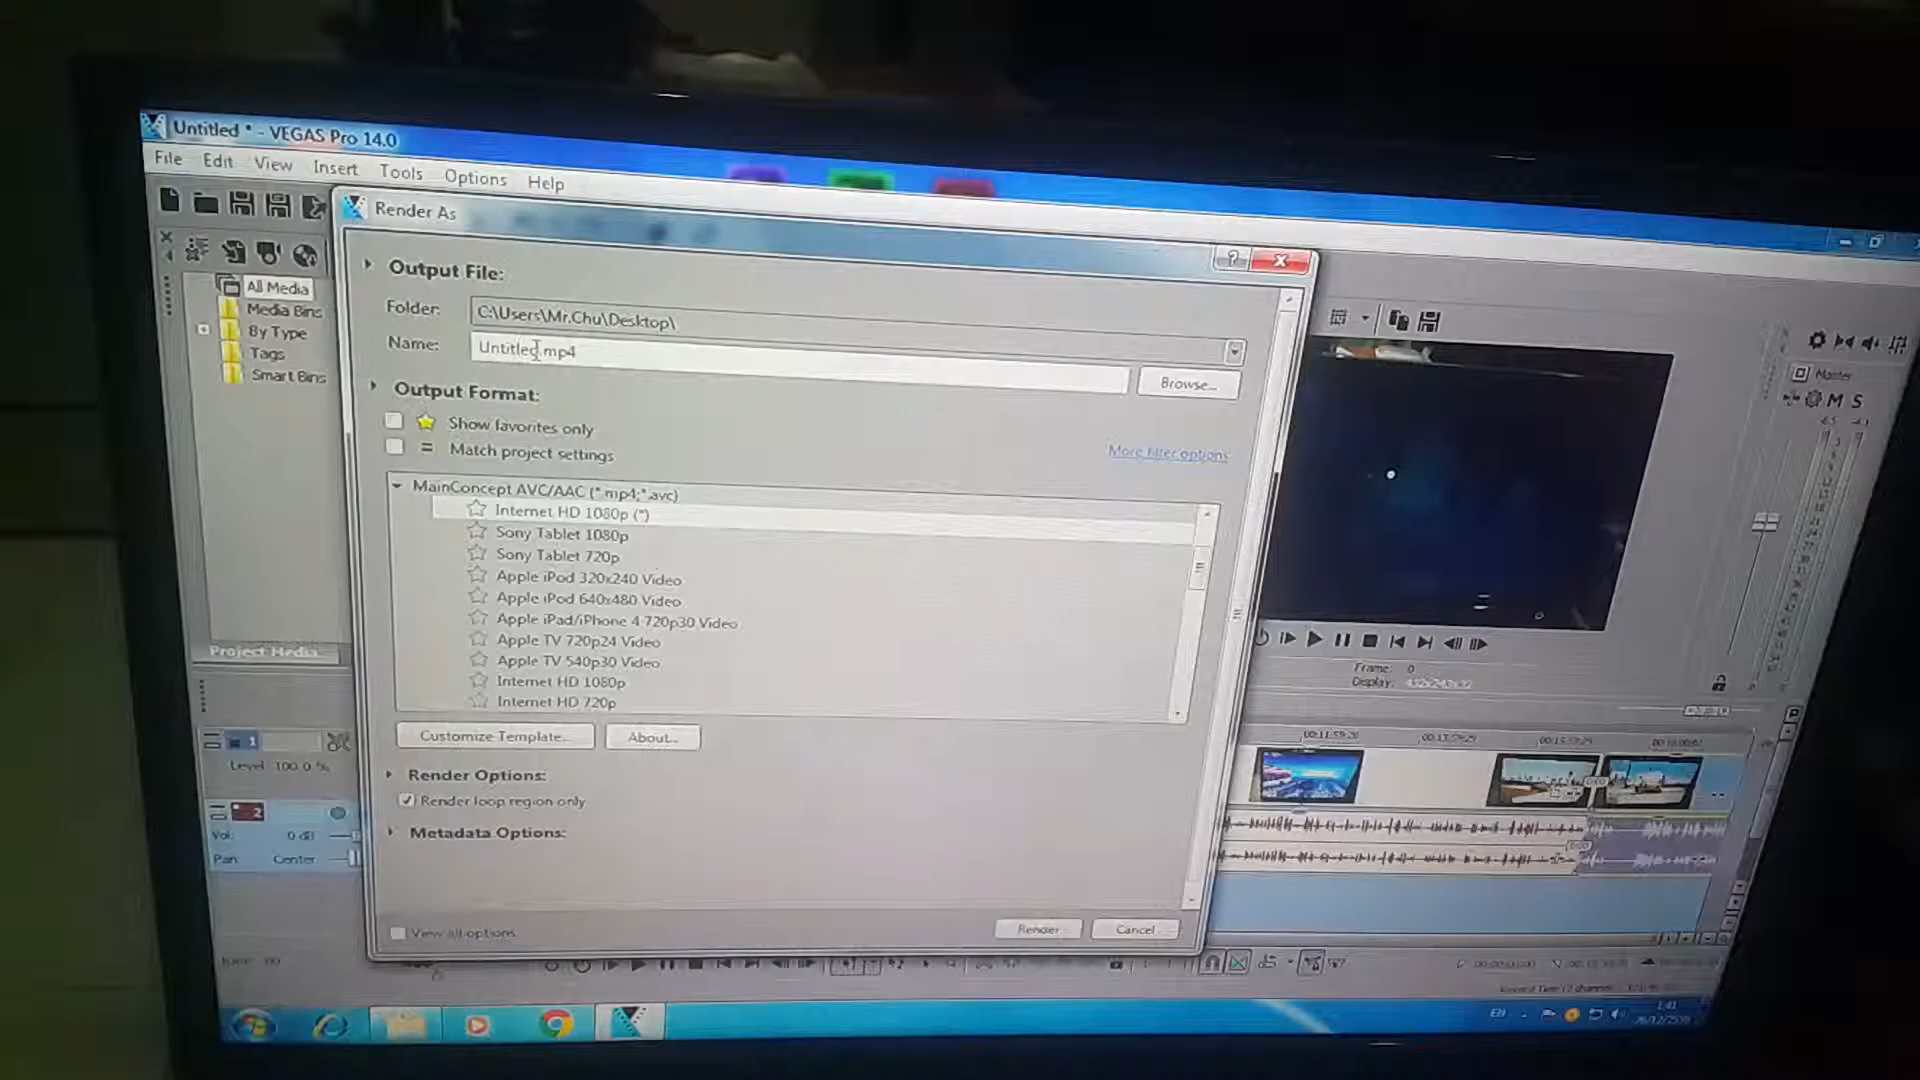 Untitled * - VEGAS Pro 14.0
File Edit View Insert Tools Options Help
Render As
Output File:
Folder: C:\Users\Mr.Chu\Desktop\
Name: Untitled.mp4
Browse...
Output Format:
Show favorites only
= Match project settings
More filter options
MainConcept AVC/AAC (*.mp4;*.avc)
Internet HD 1080p (*)
Sony Tablet 1080p
Sony Tablet 720p
Apple iPod 320x240 Video
Apple iPod 640x480 Video
Apple iPad/iPhone 4 720p30 Video
Apple TV 720p24 Video
Apple TV 540p30 Video
Internet HD 1080p
Internet HD 720p
Customize Template... About...
Render Options:
Render loop region only
Metadata Options:
View all options
Render Cancel
All Media
Media Bins
By Type
Tags
Smart Bins
Project Media
1
Level: 100.0 %
2
Vol: 0 dB
Pan: Center
Master
M S
Frame: 0
Display:
EN
1:41